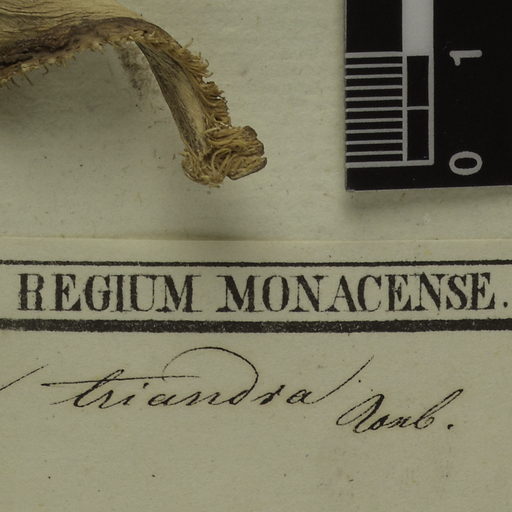 1
0
REGIUM MONACENSE.
triandra Roxb.